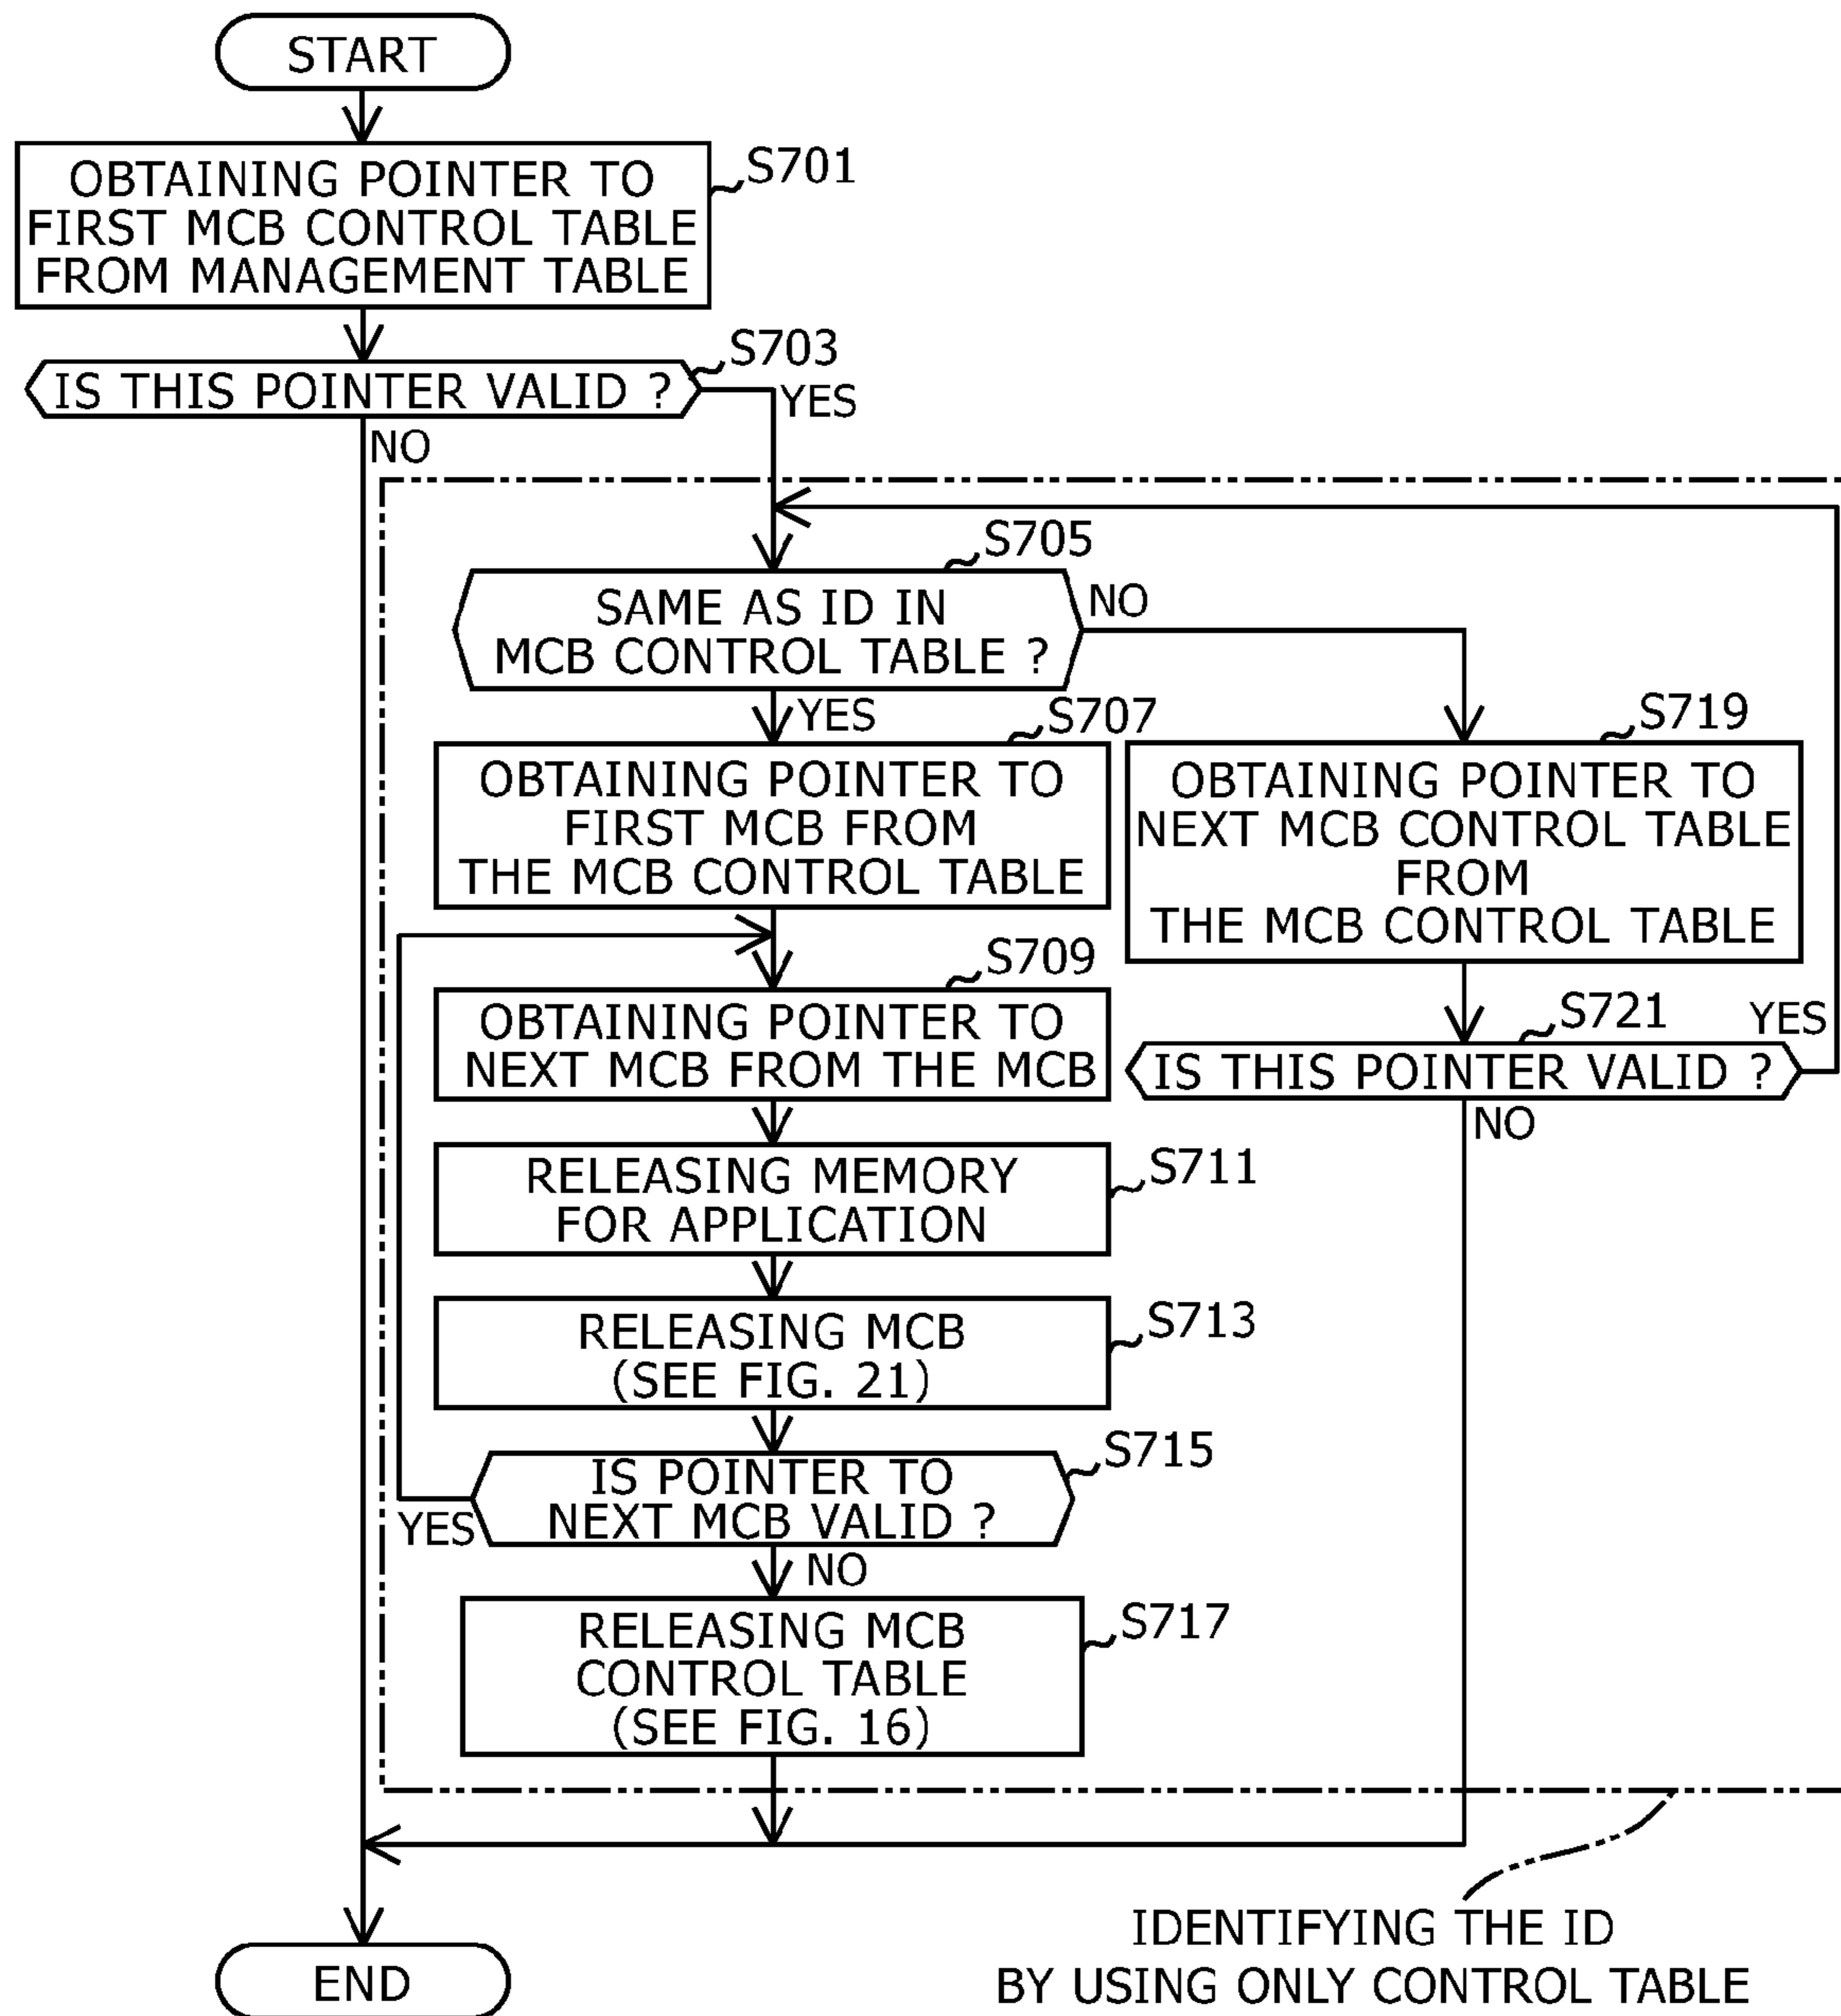 START
OBTAINING POINTER TO
FIRST MCB CONTROL TABLE
FROM MANAGEMENT TABLE
S701
IS THIS POINTER VALID ?
S703
YES
NO
S705
SAME AS ID IN
MCB CONTROL TABLE ?
NO
YES
S707
OBTAINING POINTER TO
FIRST MCB FROM
THE MCB CONTROL TABLE
S719
OBTAINING POINTER TO
NEXT MCB CONTROL TABLE
FROM
THE MCB CONTROL TABLE
S709
OBTAINING POINTER TO
NEXT MCB FROM THE MCB
S721
YES
IS THIS POINTER VALID ?
NO
RELEASING MEMORY
FOR APPLICATION
S711
RELEASING MCB
(SEE FIG. 21)
S713
IS POINTER TO
NEXT MCB VALID ?
S715
YES
NO
RELEASING MCB
CONTROL TABLE
(SEE FIG. 16)
S717
IDENTIFYING THE ID
BY USING ONLY CONTROL TABLE
END